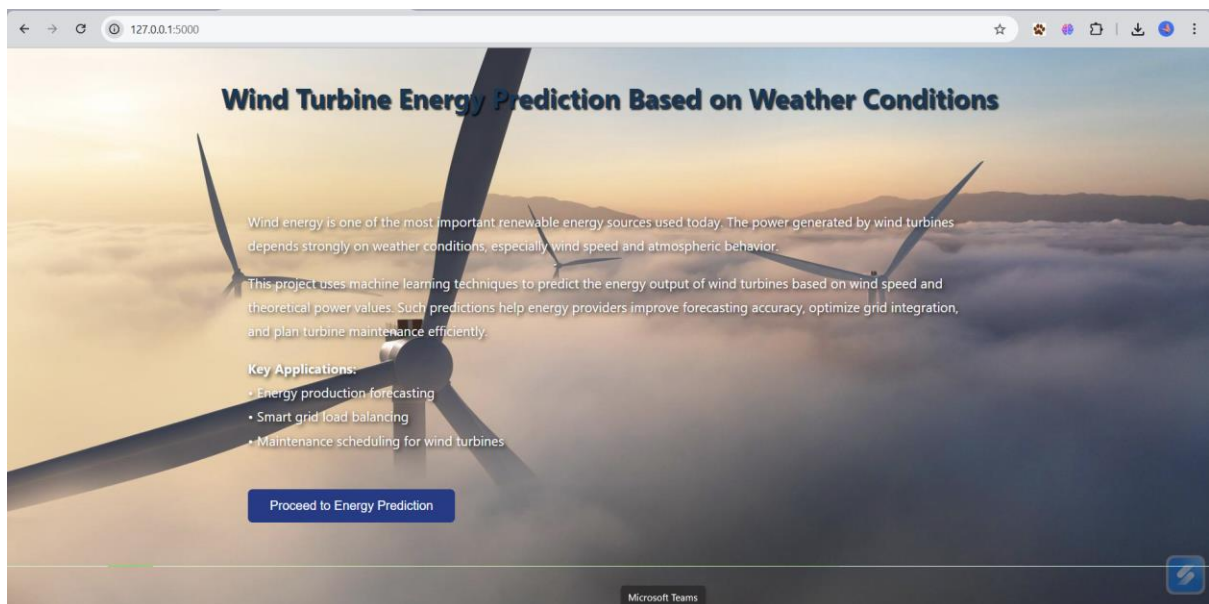 127.0.0.1:5000
Wind Turbine Energy Prediction Based on Weather Conditions
Wind energy is one of the most important renewable energy sources used today. The power generated by wind turbines
depends strongly on weather conditions, especially wind speed and atmospheric behavior.
This project uses machine learning techniques to predict the energy output of wind turbines based on wind speed and
theoretical power values. Such predictions help energy providers improve forecasting accuracy, optimize grid integration,
and plan turbine maintenance efficiently.
Key Applications:
• Energy production forecasting
• Smart grid load balancing
• Maintenance scheduling for wind turbines
Proceed to Energy Prediction
Microsoft Teams